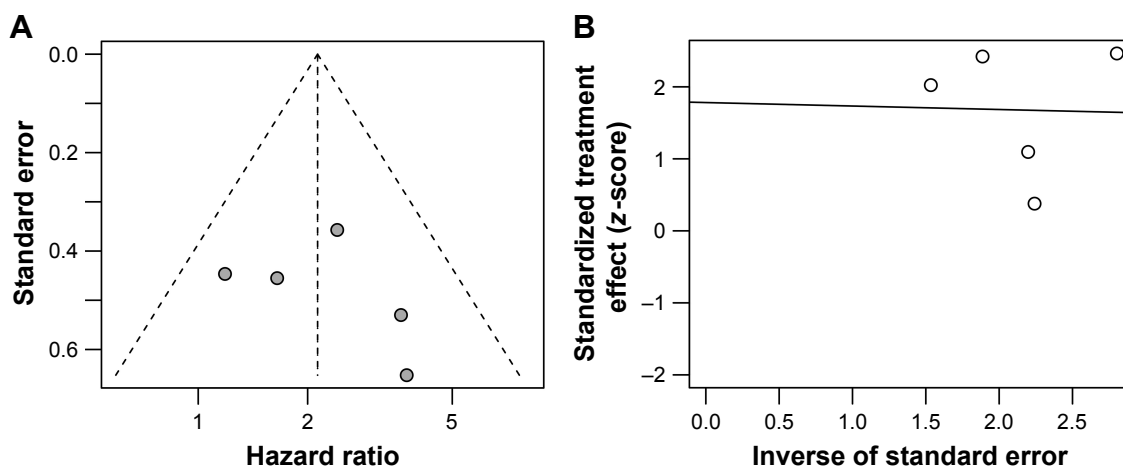 A
0.0
0.2
0.4
0.6
Standard error
1 2 5
Hazard ratio
B
2
1
0
–1
–2
Standardized treatment
effect (z-score)
0.0 0.5 1.0 1.5 2.0 2.5
Inverse of standard error